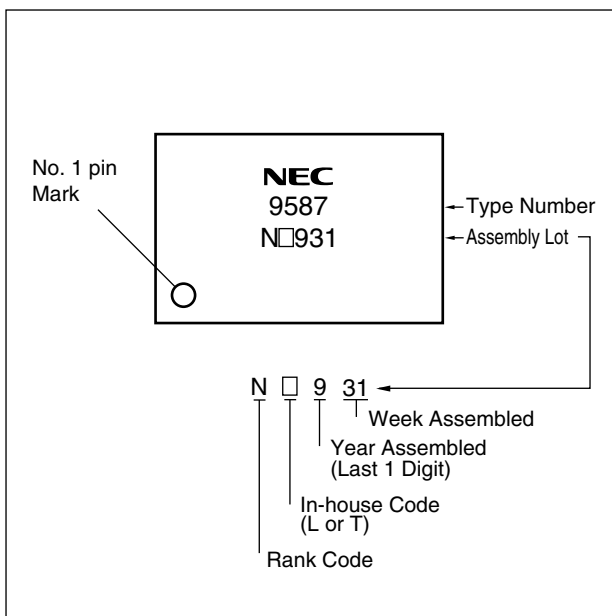 No. 1 pin
Mark
NEC
9587
N□931
Type Number
Assembly Lot
N □ 9 31
Week Assembled
Year Assembled
(Last 1 Digit)
In-house Code
(L or T)
Rank Code